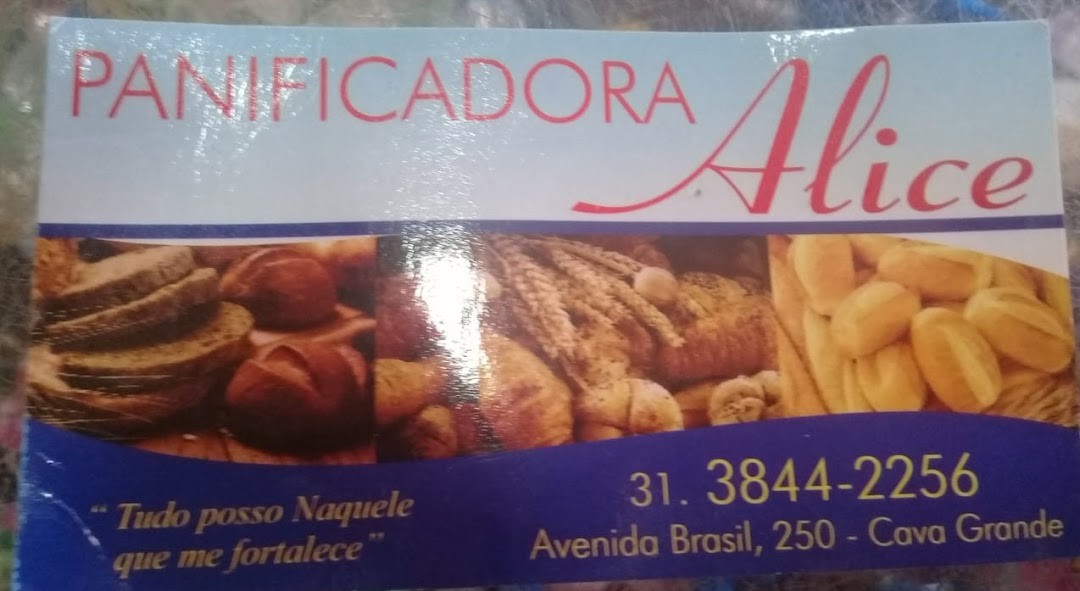 PANIFICADORA
Alice
“ Tudo posso Naquele
que me fortalece”
31. 3844-2256
Avenida Brasil, 250 - Cava Grande